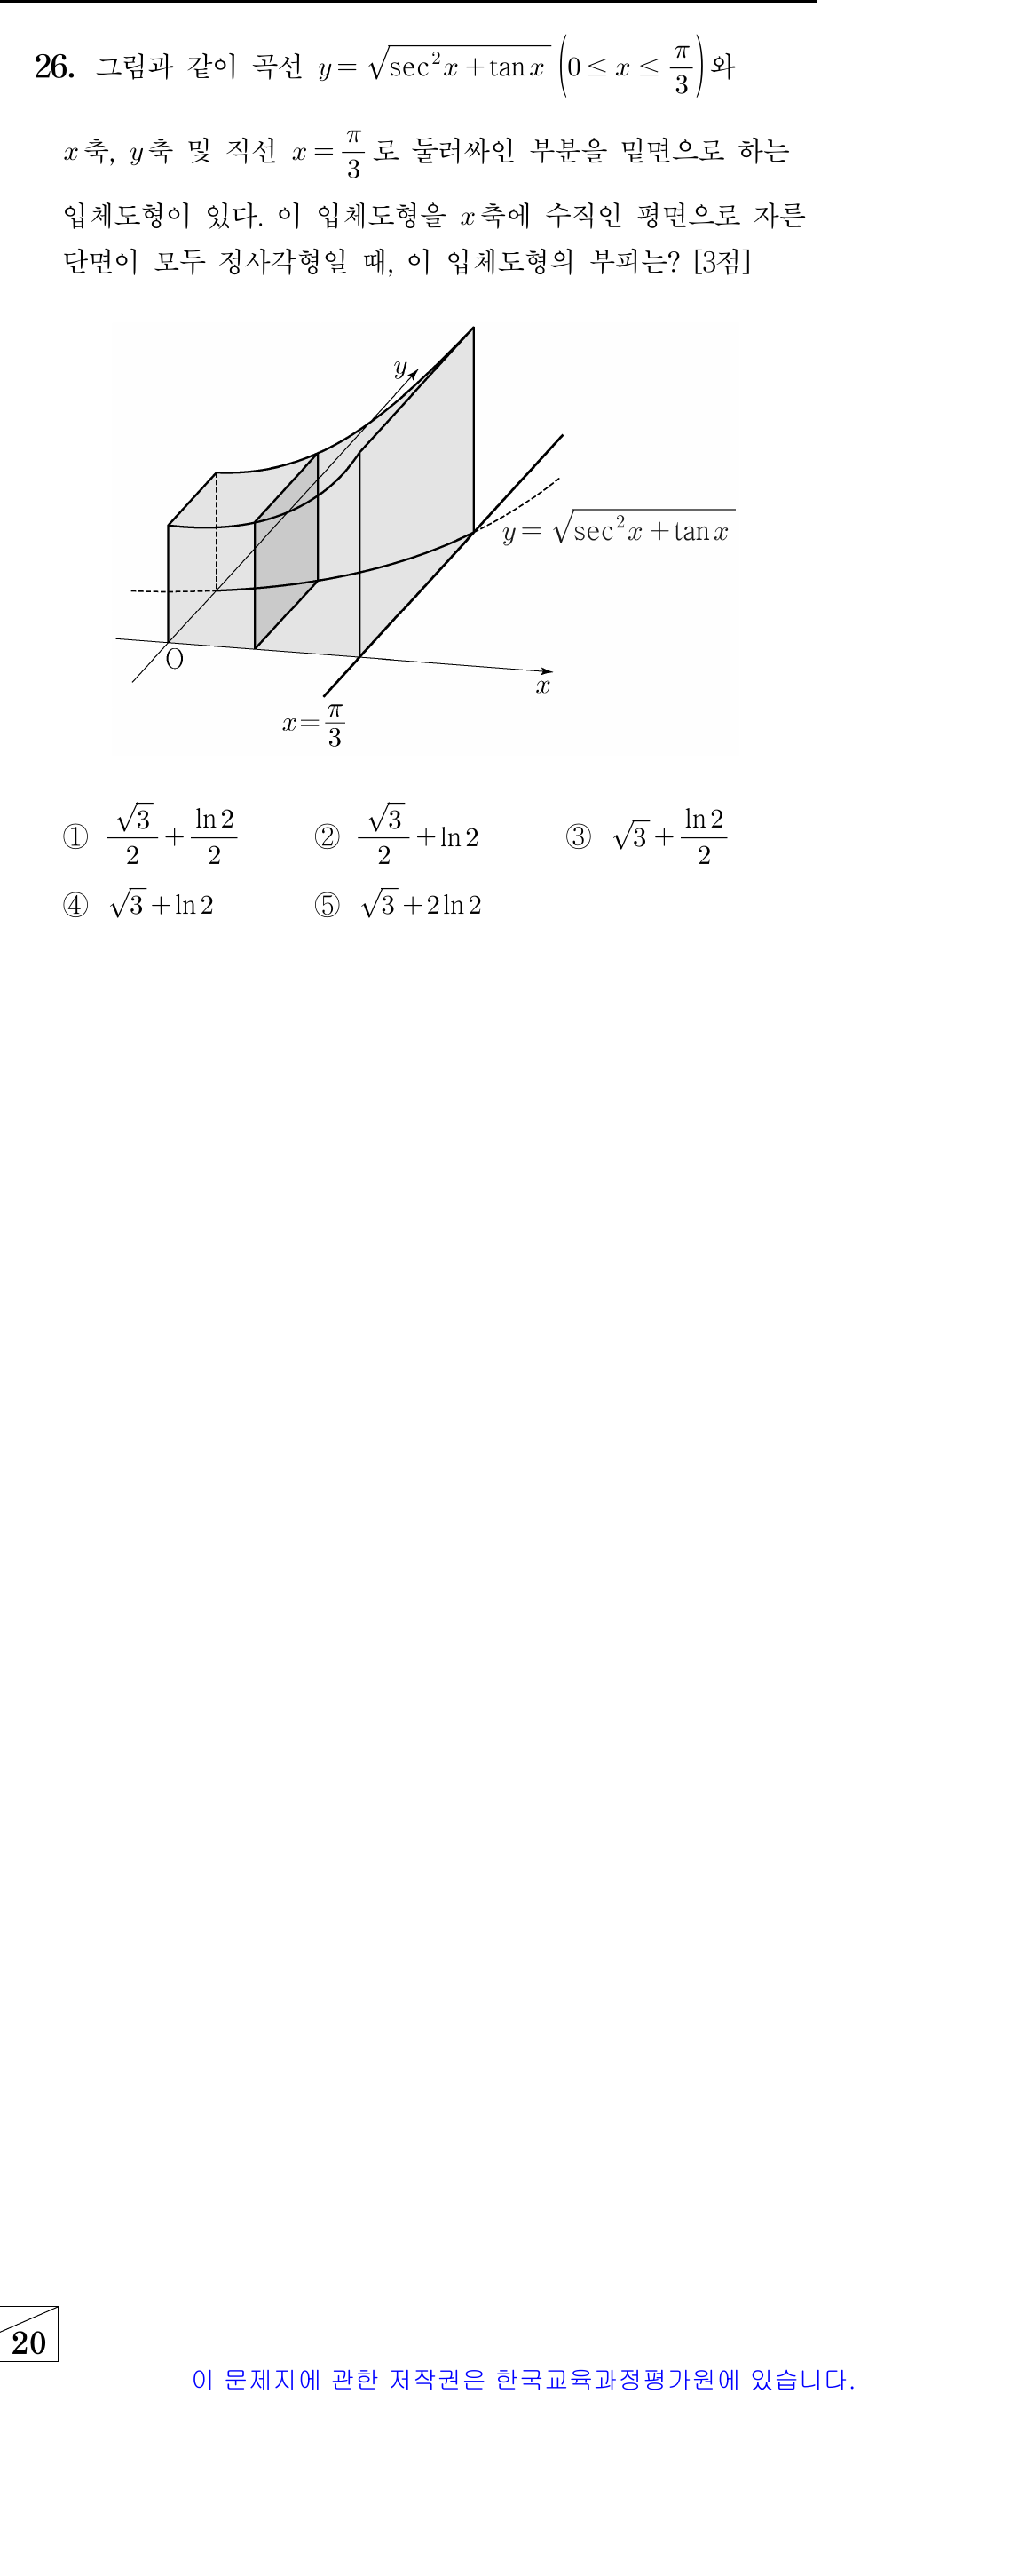 26. 그림과 같이 곡선 $y=\sqrt{\sec^2 x+\tan x}\left(0\le x\le \frac{\pi}{3}\right)$와
x축, y축 및 직선 $x=\frac{\pi}{3}$로 둘러싸인 부분을 밑면으로 하는
입체도형이 있다. 이 입체도형을 x축에 수직인 평면으로 자른
단면이 모두 정사각형일 때, 이 입체도형의 부피는? [3점]
y
$y=\sqrt{\sec^2 x+\tan x}$
O
x
$x=\frac{\pi}{3}$
① $\frac{\sqrt{3}}{2}+\frac{\ln 2}{2}$ ② $\frac{\sqrt{3}}{2}+\ln 2$ ③ $\sqrt{3}+\frac{\ln 2}{2}$
④ $\sqrt{3}+\ln 2$ ⑤ $\sqrt{3}+2\ln 2$
20
이 문제지에 관한 저작권은 한국교육과정평가원에 있습니다.